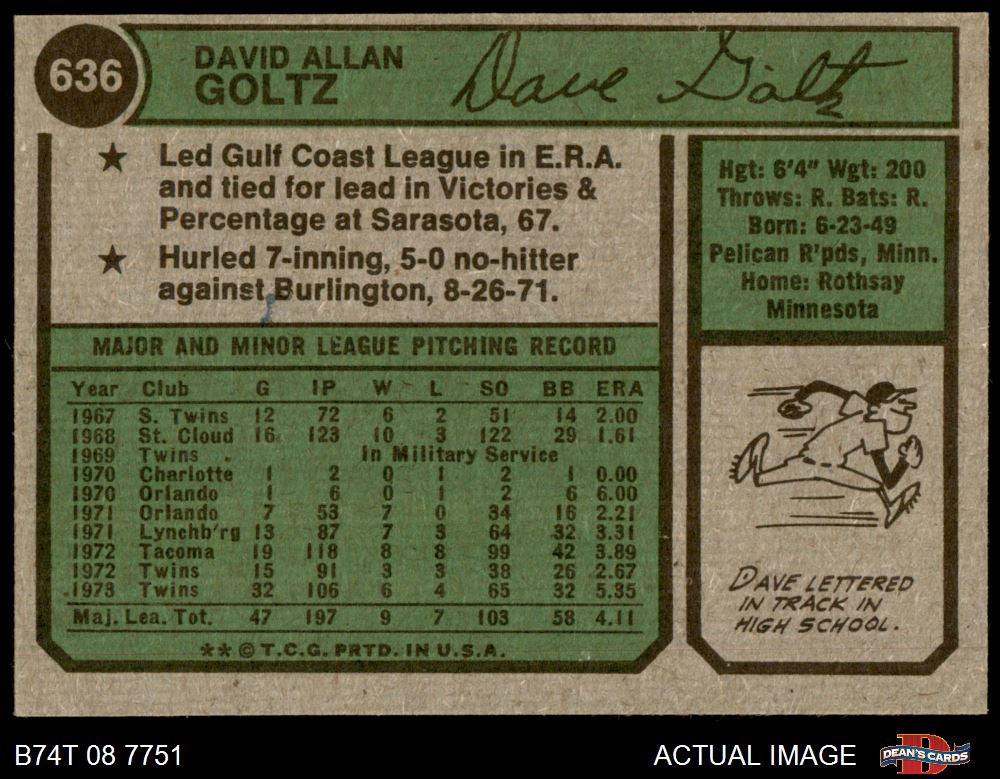 636
DAVID ALLAN
GOLTZ
Dave Goltz
★ Led Gulf Coast League in E.R.A.
and tied for lead in Victories &
Percentage at Sarasota, 67.
★ Hurled 7-inning, 5-0 no-hitter
against Burlington, 8-26-71.
Hgt: 6'4" Wgt: 200
Throws: R. Bats: R.
Born: 6-23-49
Pelican R'pds, Minn.
Home: Rothsay
Minnesota
MAJOR AND MINOR LEAGUE PITCHING RECORD
Year Club G IP W L SO BB ERA
1967 S. Twins 12 72 6 2 51 14 2.00
1968 St. Cloud 16 123 10 3 122 29 1.61
1969 Twins In Military Service
1970 Charlotte 1 2 0 1 2 1 0.00
1970 Orlando 1 6 0 1 2 6 6.00
1971 Orlando 7 53 7 0 34 16 2.21
1971 Lynchb'rg 13 87 7 3 64 32 3.31
1972 Tacoma 19 118 8 8 99 42 3.89
1972 Twins 15 91 3 3 38 26 2.67
1973 Twins 32 106 6 4 65 32 5.35
Maj. Lea. Tot. 47 197 9 7 103 58 4.11
** © T.C.G. PRTD. IN U.S.A.
DAVE LETTERED
IN TRACK IN
HIGH SCHOOL.
B74T 08 7751
ACTUAL IMAGE
DEAN'S CARDS